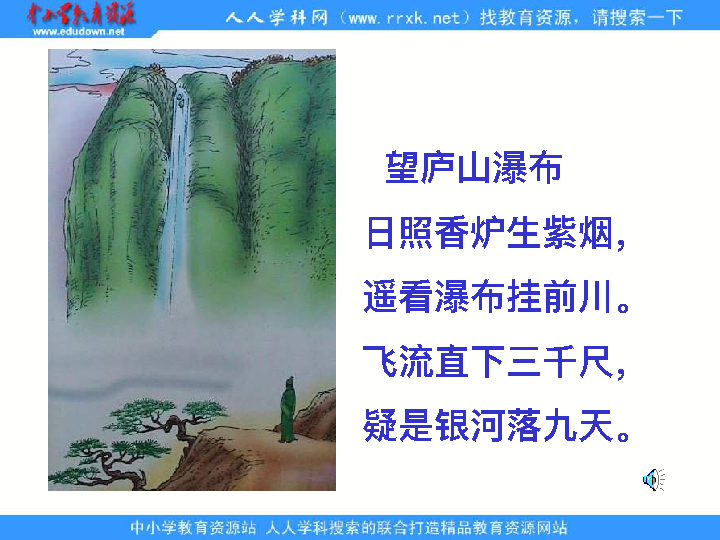 中小学教育资源
www.edudown.net
人人学科网（www.rrxk.net）找教育资源，请搜索一下
望庐山瀑布
日照香炉生紫烟，
遥看瀑布挂前川。
飞流直下三千尺，
疑是银河落九天。
中小学教育资源站 人人学科搜索的联合打造精品教育资源网站